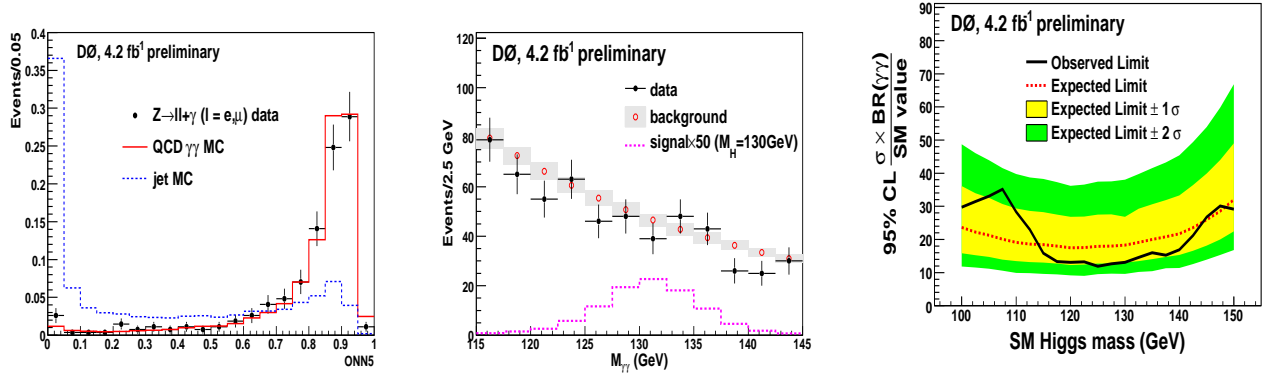 Events/0.05
0.4
0.35
0.3
0.25
0.2
0.15
0.1
0.05
0
DØ, 4.2 fb⁻¹ preliminary
Z→ll+γ (l = e,μ) data
QCD γγ MC
jet MC
0 0.1 0.2 0.3 0.4 0.5 0.6 0.7 0.8 0.9 1
ONN5
Events/2.5 GeV
120
100
80
60
40
20
0
DØ, 4.2 fb⁻¹ preliminary
data
background
signal×50 (M_H=130GeV)
115 120 125 130 135 140 145
M_γγ (GeV)
95% CL σ × BR(γγ) / SM value
90
80
70
60
50
40
30
20
10
0
DØ, 4.2 fb⁻¹ preliminary
Observed Limit
Expected Limit
Expected Limit ± 1 σ
Expected Limit ± 2 σ
100 110 120 130 140 150
SM Higgs mass (GeV)